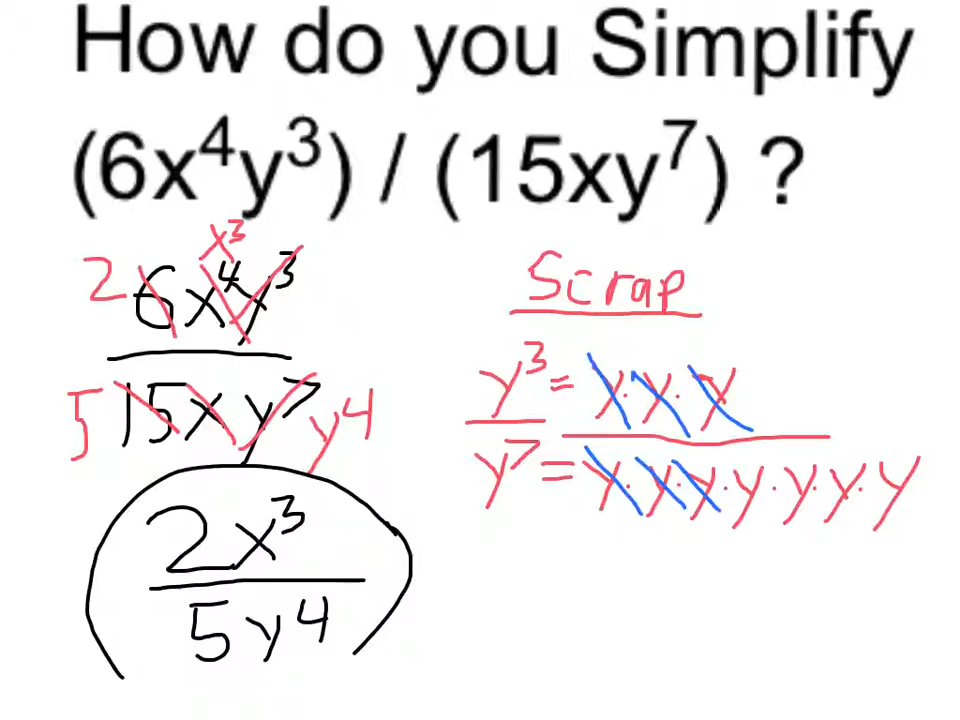 How do you Simplify
(6x⁴y³) / (15xy⁷) ?
x³
2 6x⁴y³
5 15xy⁷ y⁴
2x³
5y⁴
Scrap
y³ = y·y·y
y⁷ = y·y·y·y·y·y·y